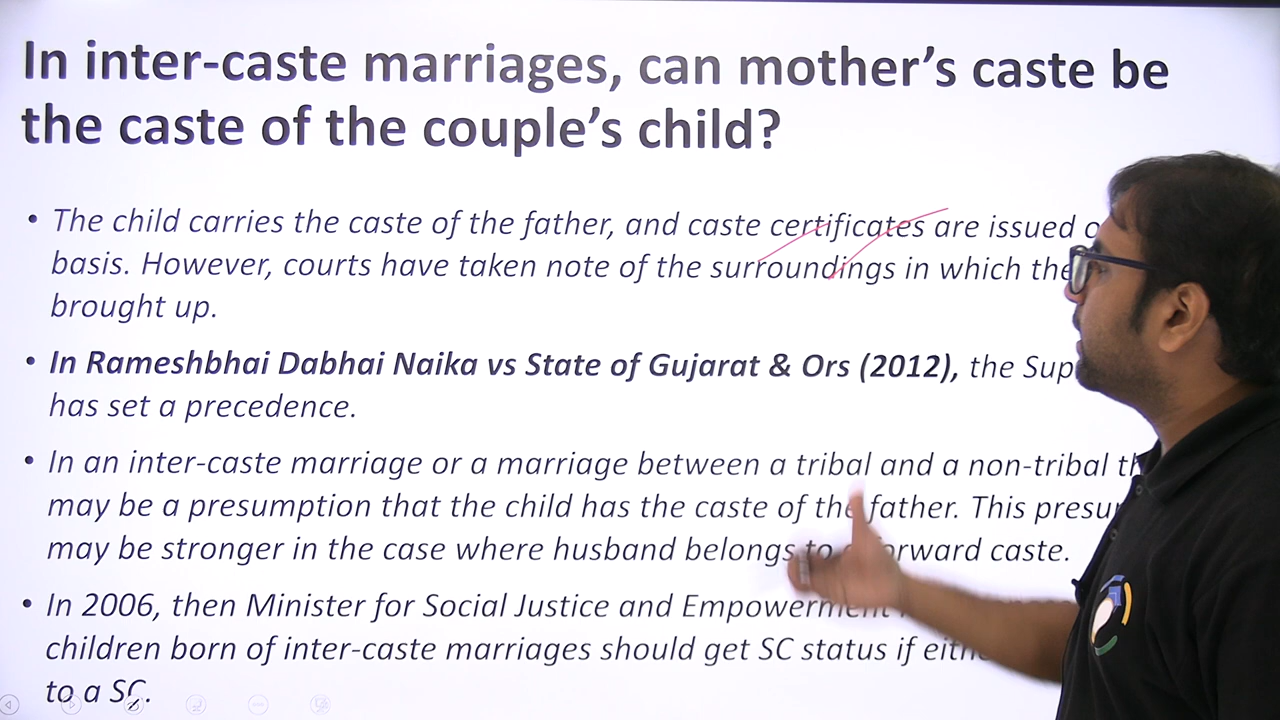 In inter-caste marriages, can mother’s caste be
the caste of the couple’s child?
• The child carries the caste of the father, and caste certificates are issued
basis. However, courts have taken note of the surroundings in which
brought up.
• In Rameshbhai Dabhai Naika vs State of Gujarat & Ors (2012), the
has set a precedence.
• In an inter-caste marriage or a marriage between a tribal and a non-tribal
may be a presumption that the child has the caste of the father. This
may be stronger in the case where husband belongs to forward caste.
• In 2006, then Minister for Social Justice and Empowerment
children born of inter-caste marriages should get SC status if
to a SC.